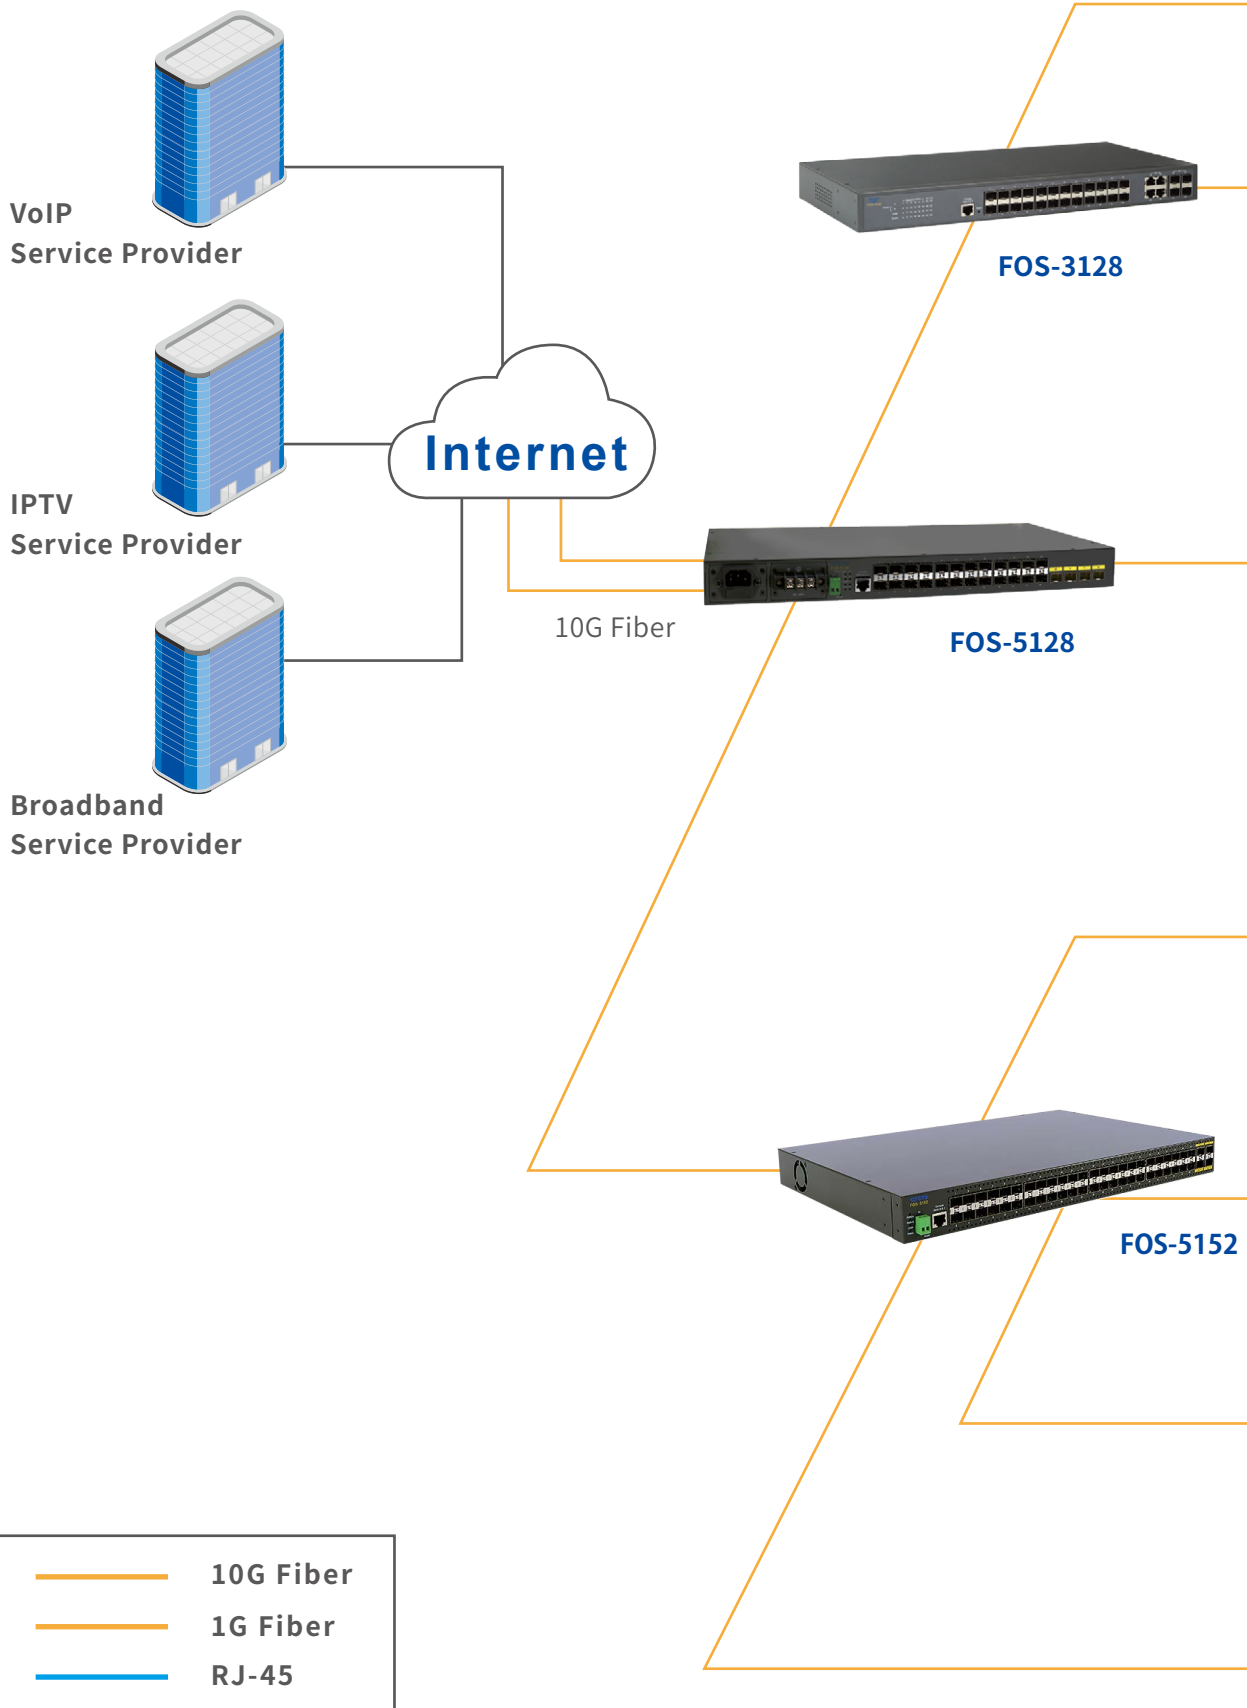 VoIP
Service Provider
FOS-3128
Internet
IPTV
Service Provider
10G Fiber
FOS-5128
Broadband
Service Provider
FOS-5152
10G Fiber
1G Fiber
RJ-45